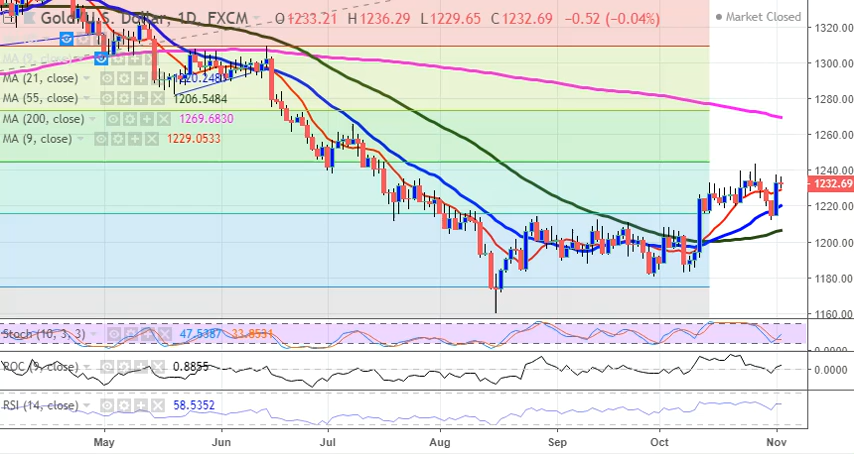 Gold / U.S. Dollar, 1D, FXCM O1233.21 H1236.29 L1229.65 C1232.69 −0.52 (−0.04%)
Market Closed
MA (21, close) 1220.2480
MA (55, close) 1206.5484
MA (200, close) 1269.6830
MA (9, close) 1229.0533
1320.00
1300.00
1280.00
1260.00
1240.00
1232.69
1220.00
1200.00
1180.00
1160.00
Stoch (10, 3, 3) 47.5387 33.8531
0.0000
ROC (9, close) 0.8855
0.0000
RSI (14, close) 58.5352
May Jun Jul Aug Sep Oct Nov